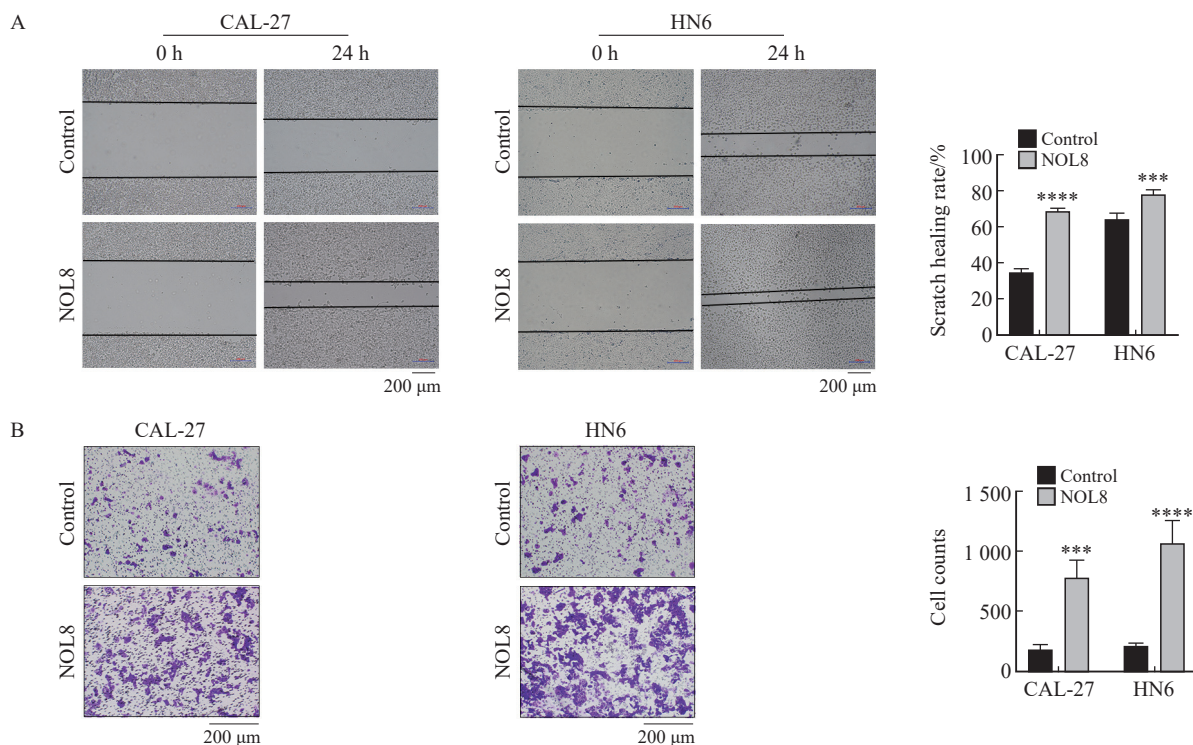 A
CAL-27
0 h
24 h
Control
NOL8
200 μm
HN6
0 h
24 h
Control
NOL8
200 μm
Control
NOL8
Scratch healing rate/%
100
80
60
40
20
0
****
***
CAL-27
HN6
B
CAL-27
Control
NOL8
200 μm
HN6
Control
NOL8
200 μm
Control
NOL8
Cell counts
1 500
1 000
500
0
***
****
CAL-27
HN6